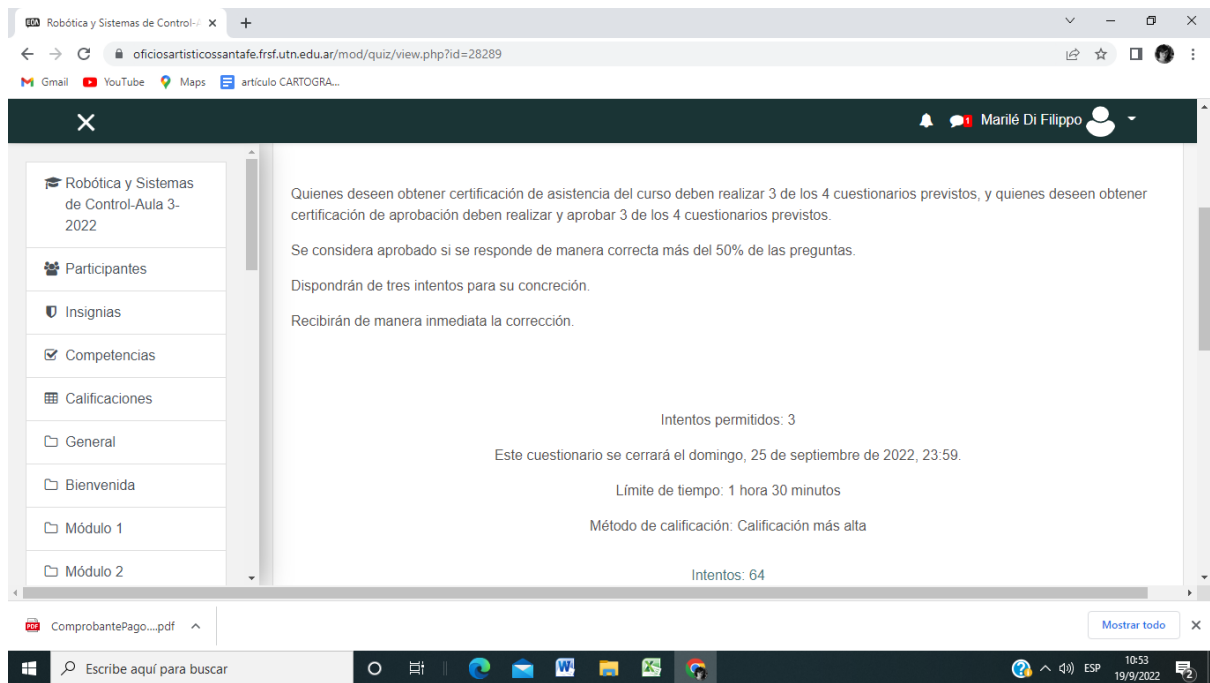 Robótica y Sistemas de Control-A
oficiosartisticossantafe.frsf.utn.edu.ar/mod/quiz/view.php?id=28289
Gmail YouTube Maps artículo CARTOGRA...
1 Marilé Di Filippo
Robótica y Sistemas
de Control-Aula 3-
2022
Participantes
Insignias
Competencias
Calificaciones
General
Bienvenida
Módulo 1
Módulo 2
Quienes deseen obtener certificación de asistencia del curso deben realizar 3 de los 4 cuestionarios previstos, y quienes deseen obtener
certificación de aprobación deben realizar y aprobar 3 de los 4 cuestionarios previstos.
Se considera aprobado si se responde de manera correcta más del 50% de las preguntas.
Dispondrán de tres intentos para su concreción.
Recibirán de manera inmediata la corrección.
Intentos permitidos: 3
Este cuestionario se cerrará el domingo, 25 de septiembre de 2022, 23:59.
Límite de tiempo: 1 hora 30 minutos
Método de calificación: Calificación más alta
Intentos: 64
PDF ComprobantePago....pdf
Mostrar todo
Escribe aquí para buscar
ESP
10:53
19/9/2022
2